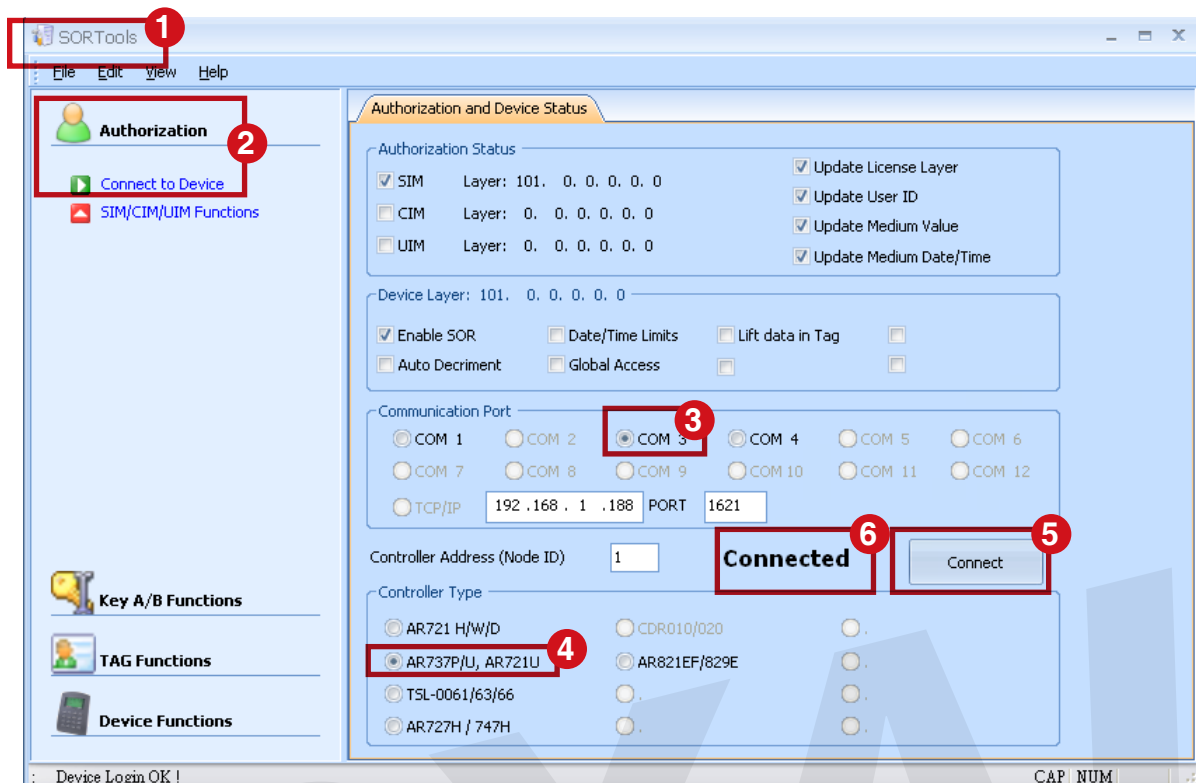 1
SORTools
File Edit View Help
Authorization
2
Connect to Device
SIM/CIM/UIM Functions
Key A/B Functions
TAG Functions
Device Functions
Authorization and Device Status
Authorization Status
SIM Layer: 101. 0. 0. 0. 0. 0
CIM Layer: 0. 0. 0. 0. 0. 0
UIM Layer: 0. 0. 0. 0. 0. 0
Update License Layer
Update User ID
Update Medium Value
Update Medium Date/Time
Device Layer: 101. 0. 0. 0. 0. 0
Enable SOR Date/Time Limits Lift data in Tag
Auto Decriment Global Access
Communication Port
3
COM 1 COM 2 COM 3 COM 4 COM 5 COM 6
COM 7 COM 8 COM 9 COM 10 COM 11 COM 12
TCP/IP 192 .168 . 1 .188 PORT 1621
Controller Address (Node ID) 1 Connected 6 Connect 5
Controller Type
AR721 H/W/D CDR010/020 .
AR737P/U, AR721U 4 AR821EF/829E .
TSL-0061/63/66 . .
AR727H / 747H . .
: Device Login OK ! CAP NUM